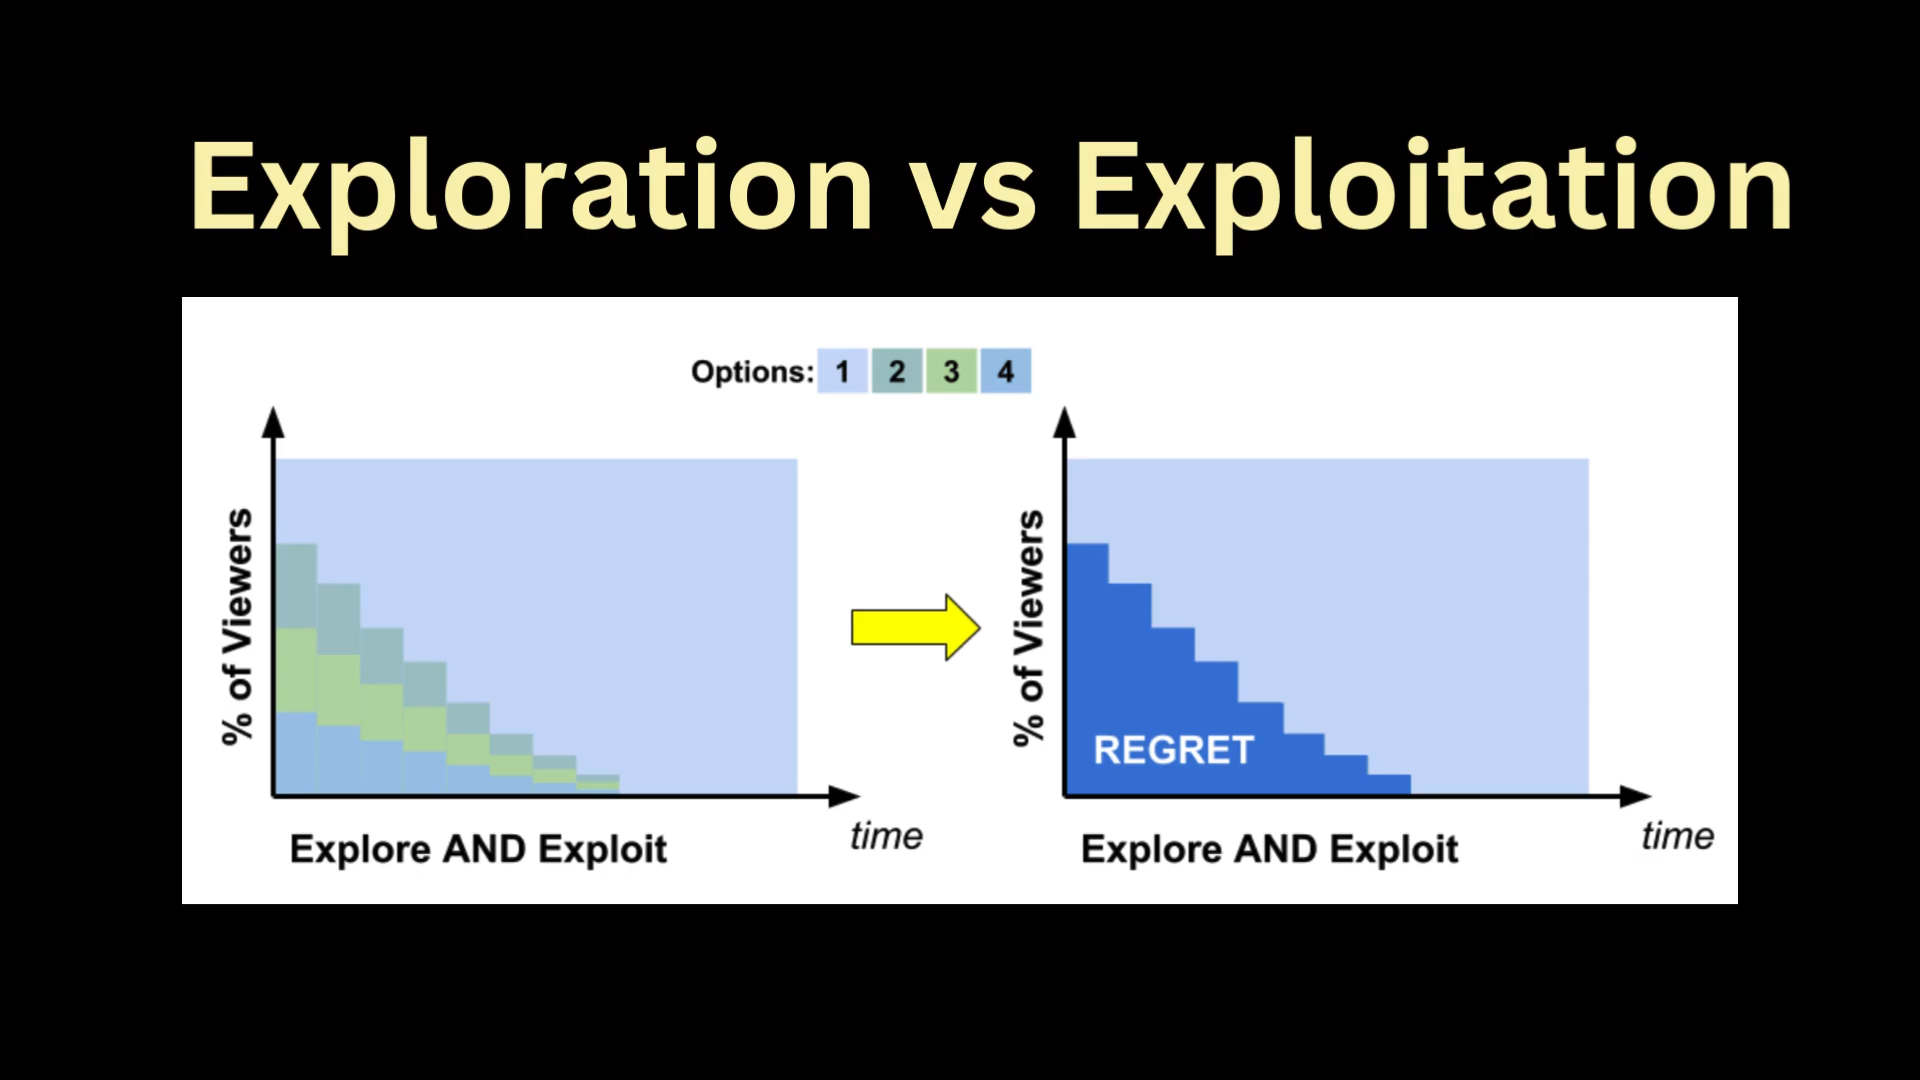 Exploration vs Exploitation
Options: 1 2 3 4
% of Viewers
Explore AND Exploit
time
% of Viewers
REGRET
Explore AND Exploit
time